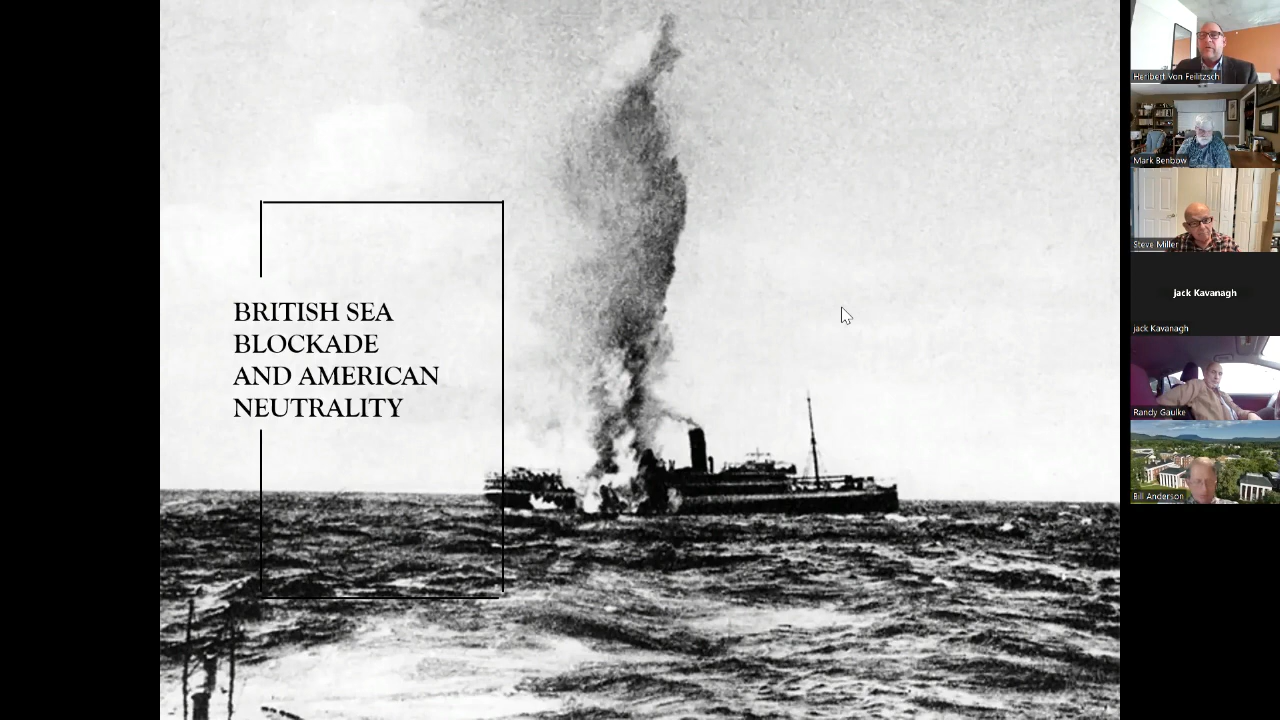 BRITISH SEA
BLOCKADE
AND AMERICAN
NEUTRALITY
Heribert von Feilitzsch
Mark Benbow
Steve Miller
Jack Kavanagh
jack Kavanagh
Randy Gaulke
Bill Anderson